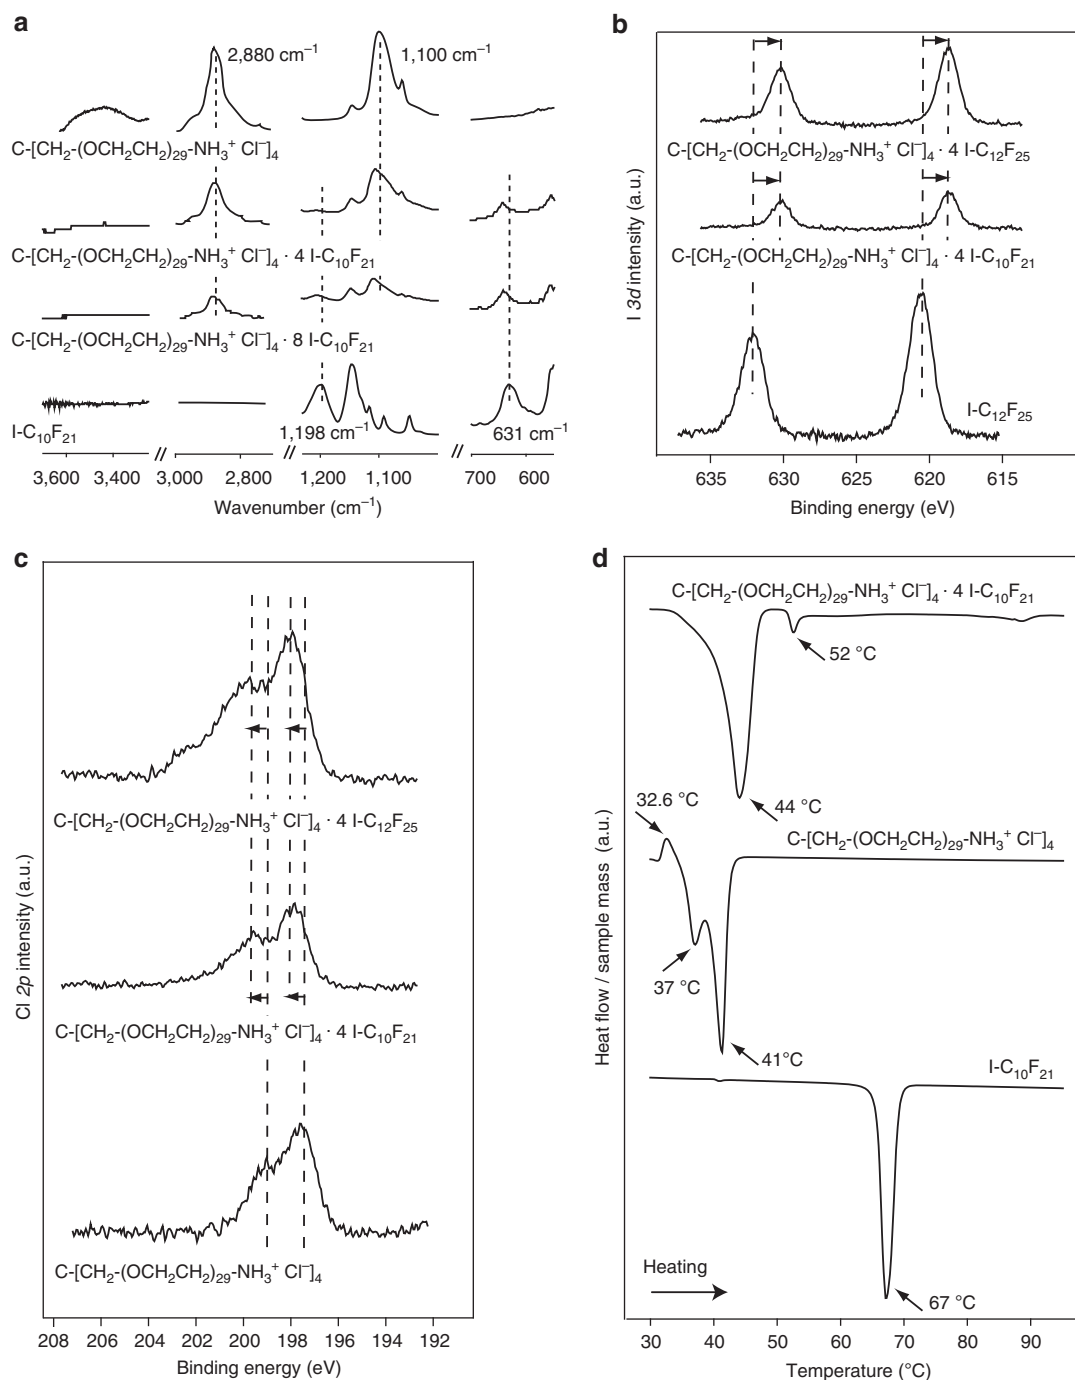 a
2,880 cm⁻¹
1,100 cm⁻¹
C-[CH₂-(OCH₂CH₂)₂₉-NH₃⁺ Cl⁻]₄
C-[CH₂-(OCH₂CH₂)₂₉-NH₃⁺ Cl⁻]₄ · 4 I-C₁₀F₂₁
C-[CH₂-(OCH₂CH₂)₂₉-NH₃⁺ Cl⁻]₄ · 8 I-C₁₀F₂₁
I-C₁₀F₂₁
1,198 cm⁻¹
631 cm⁻¹
3,600 3,400 3,000 2,800 1,200 1,100 700 600
Wavenumber (cm⁻¹)
b
C-[CH₂-(OCH₂CH₂)₂₉-NH₃⁺ Cl⁻]₄ · 4 I-C₁₂F₂₅
C-[CH₂-(OCH₂CH₂)₂₉-NH₃⁺ Cl⁻]₄ · 4 I-C₁₀F₂₁
I-C₁₂F₂₅
I 3d intensity (a.u.)
635 630 625 620 615
Binding energy (eV)
c
C-[CH₂-(OCH₂CH₂)₂₉-NH₃⁺ Cl⁻]₄ · 4 I-C₁₂F₂₅
C-[CH₂-(OCH₂CH₂)₂₉-NH₃⁺ Cl⁻]₄ · 4 I-C₁₀F₂₁
C-[CH₂-(OCH₂CH₂)₂₉-NH₃⁺ Cl⁻]₄
Cl 2p intensity (a.u.)
208 206 204 202 200 198 196 194 192
Binding energy (eV)
d
C-[CH₂-(OCH₂CH₂)₂₉-NH₃⁺ Cl⁻]₄ · 4 I-C₁₀F₂₁
52 °C
32.6 °C
44 °C
C-[CH₂-(OCH₂CH₂)₂₉-NH₃⁺ Cl⁻]₄
37 °C
41°C
I-C₁₀F₂₁
Heating
67 °C
Heat flow / sample mass (a.u.)
30 40 50 60 70 80 90
Temperature (°C)